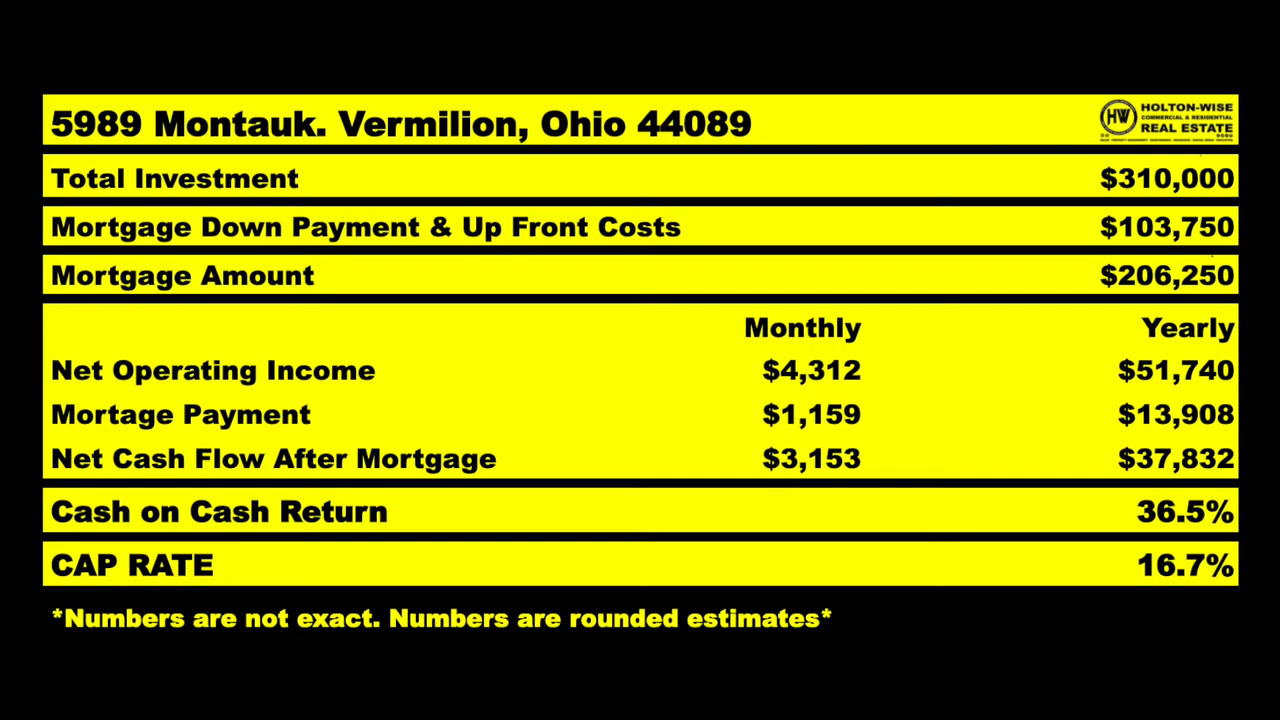 5989 Montauk. Vermilion, Ohio 44089
HW
HOLTON-WISE
COMMERCIAL & RESIDENTIAL
REAL ESTATE
Total Investment $310,000
Mortgage Down Payment & Up Front Costs $103,750
Mortgage Amount $206,250
Monthly Yearly
Net Operating Income $4,312 $51,740
Mortage Payment $1,159 $13,908
Net Cash Flow After Mortgage $3,153 $37,832
Cash on Cash Return 36.5%
CAP RATE 16.7%
*Numbers are not exact. Numbers are rounded estimates*